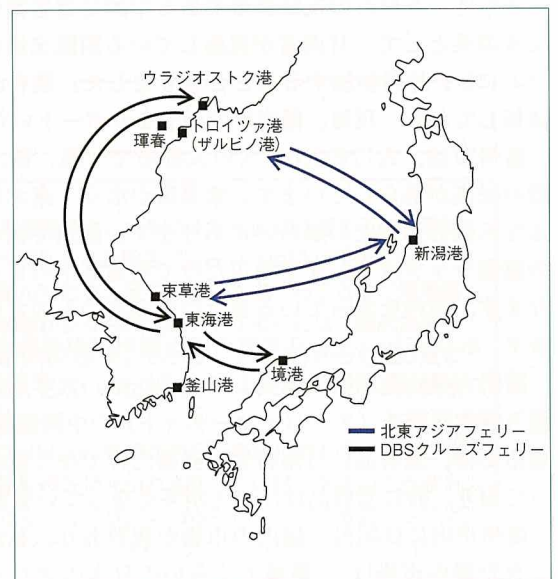 ウラジオストク港
トロイツァ港
(ザルビノ港)
琿春
新潟港
束草港
東海港
境港
釜山港
北東アジアフェリー
DBSクルーズフェリー